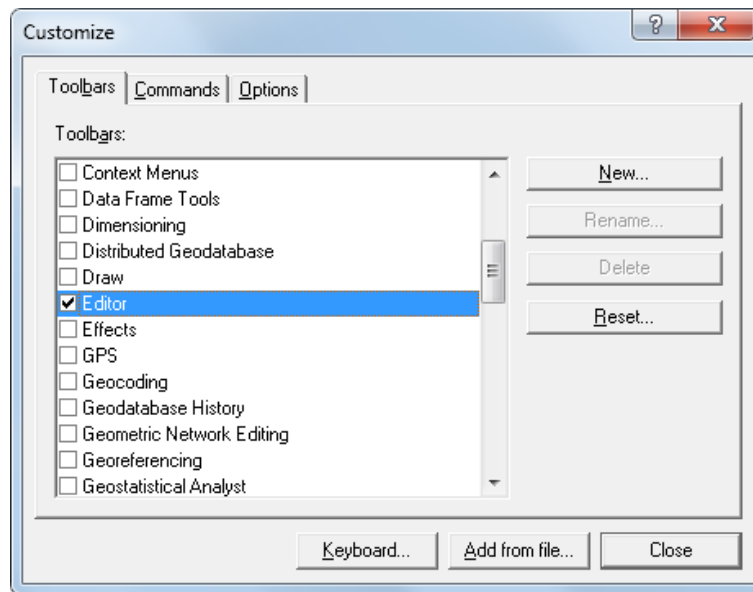 Customize
Toolbars Commands Options
Toolbars:
Context Menus
Data Frame Tools
Dimensioning
Distributed Geodatabase
Draw
Editor
Effects
GPS
Geocoding
Geodatabase History
Geometric Network Editing
Georeferencing
Geostatistical Analyst
New...
Rename...
Delete
Reset...
Keyboard... Add from file... Close